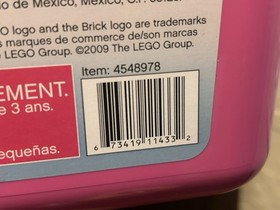 o de México, México, C.P. 05120.
O logo and the Brick logo are trademarks
s marques de commerce de/son marcas
n LEGO Group. ©2009 The LEGO Group.
Item: 4548978
EMENT.
e 3 ans.
equeñas.
6 73419 11433 2